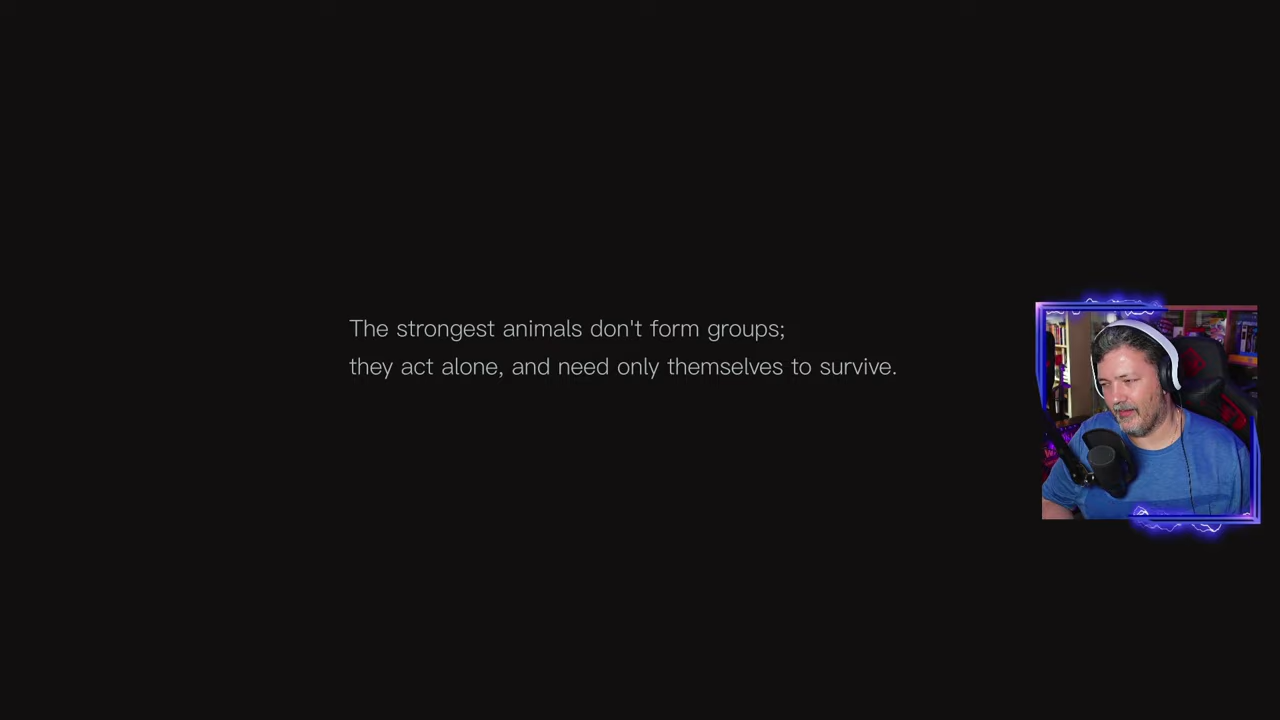 The strongest animals don't form groups;
they act alone, and need only themselves to survive.